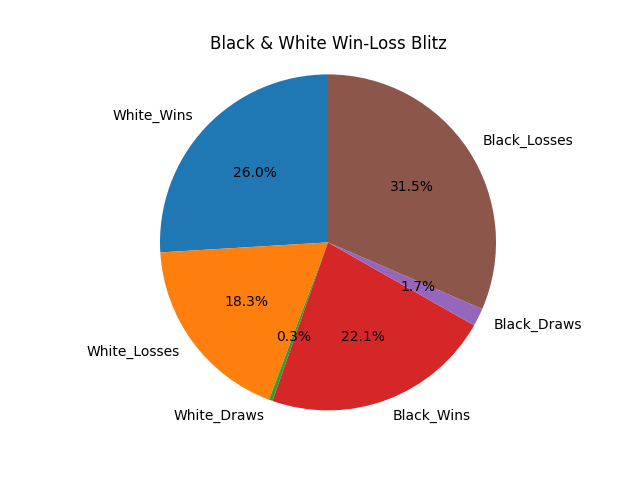 Black & White Win-Loss Blitz
White_Wins
Black_Losses
26.0%
31.5%
18.3%
1.7%
Black_Draws
0.3%
22.1%
White_Losses
White_Draws
Black_Wins